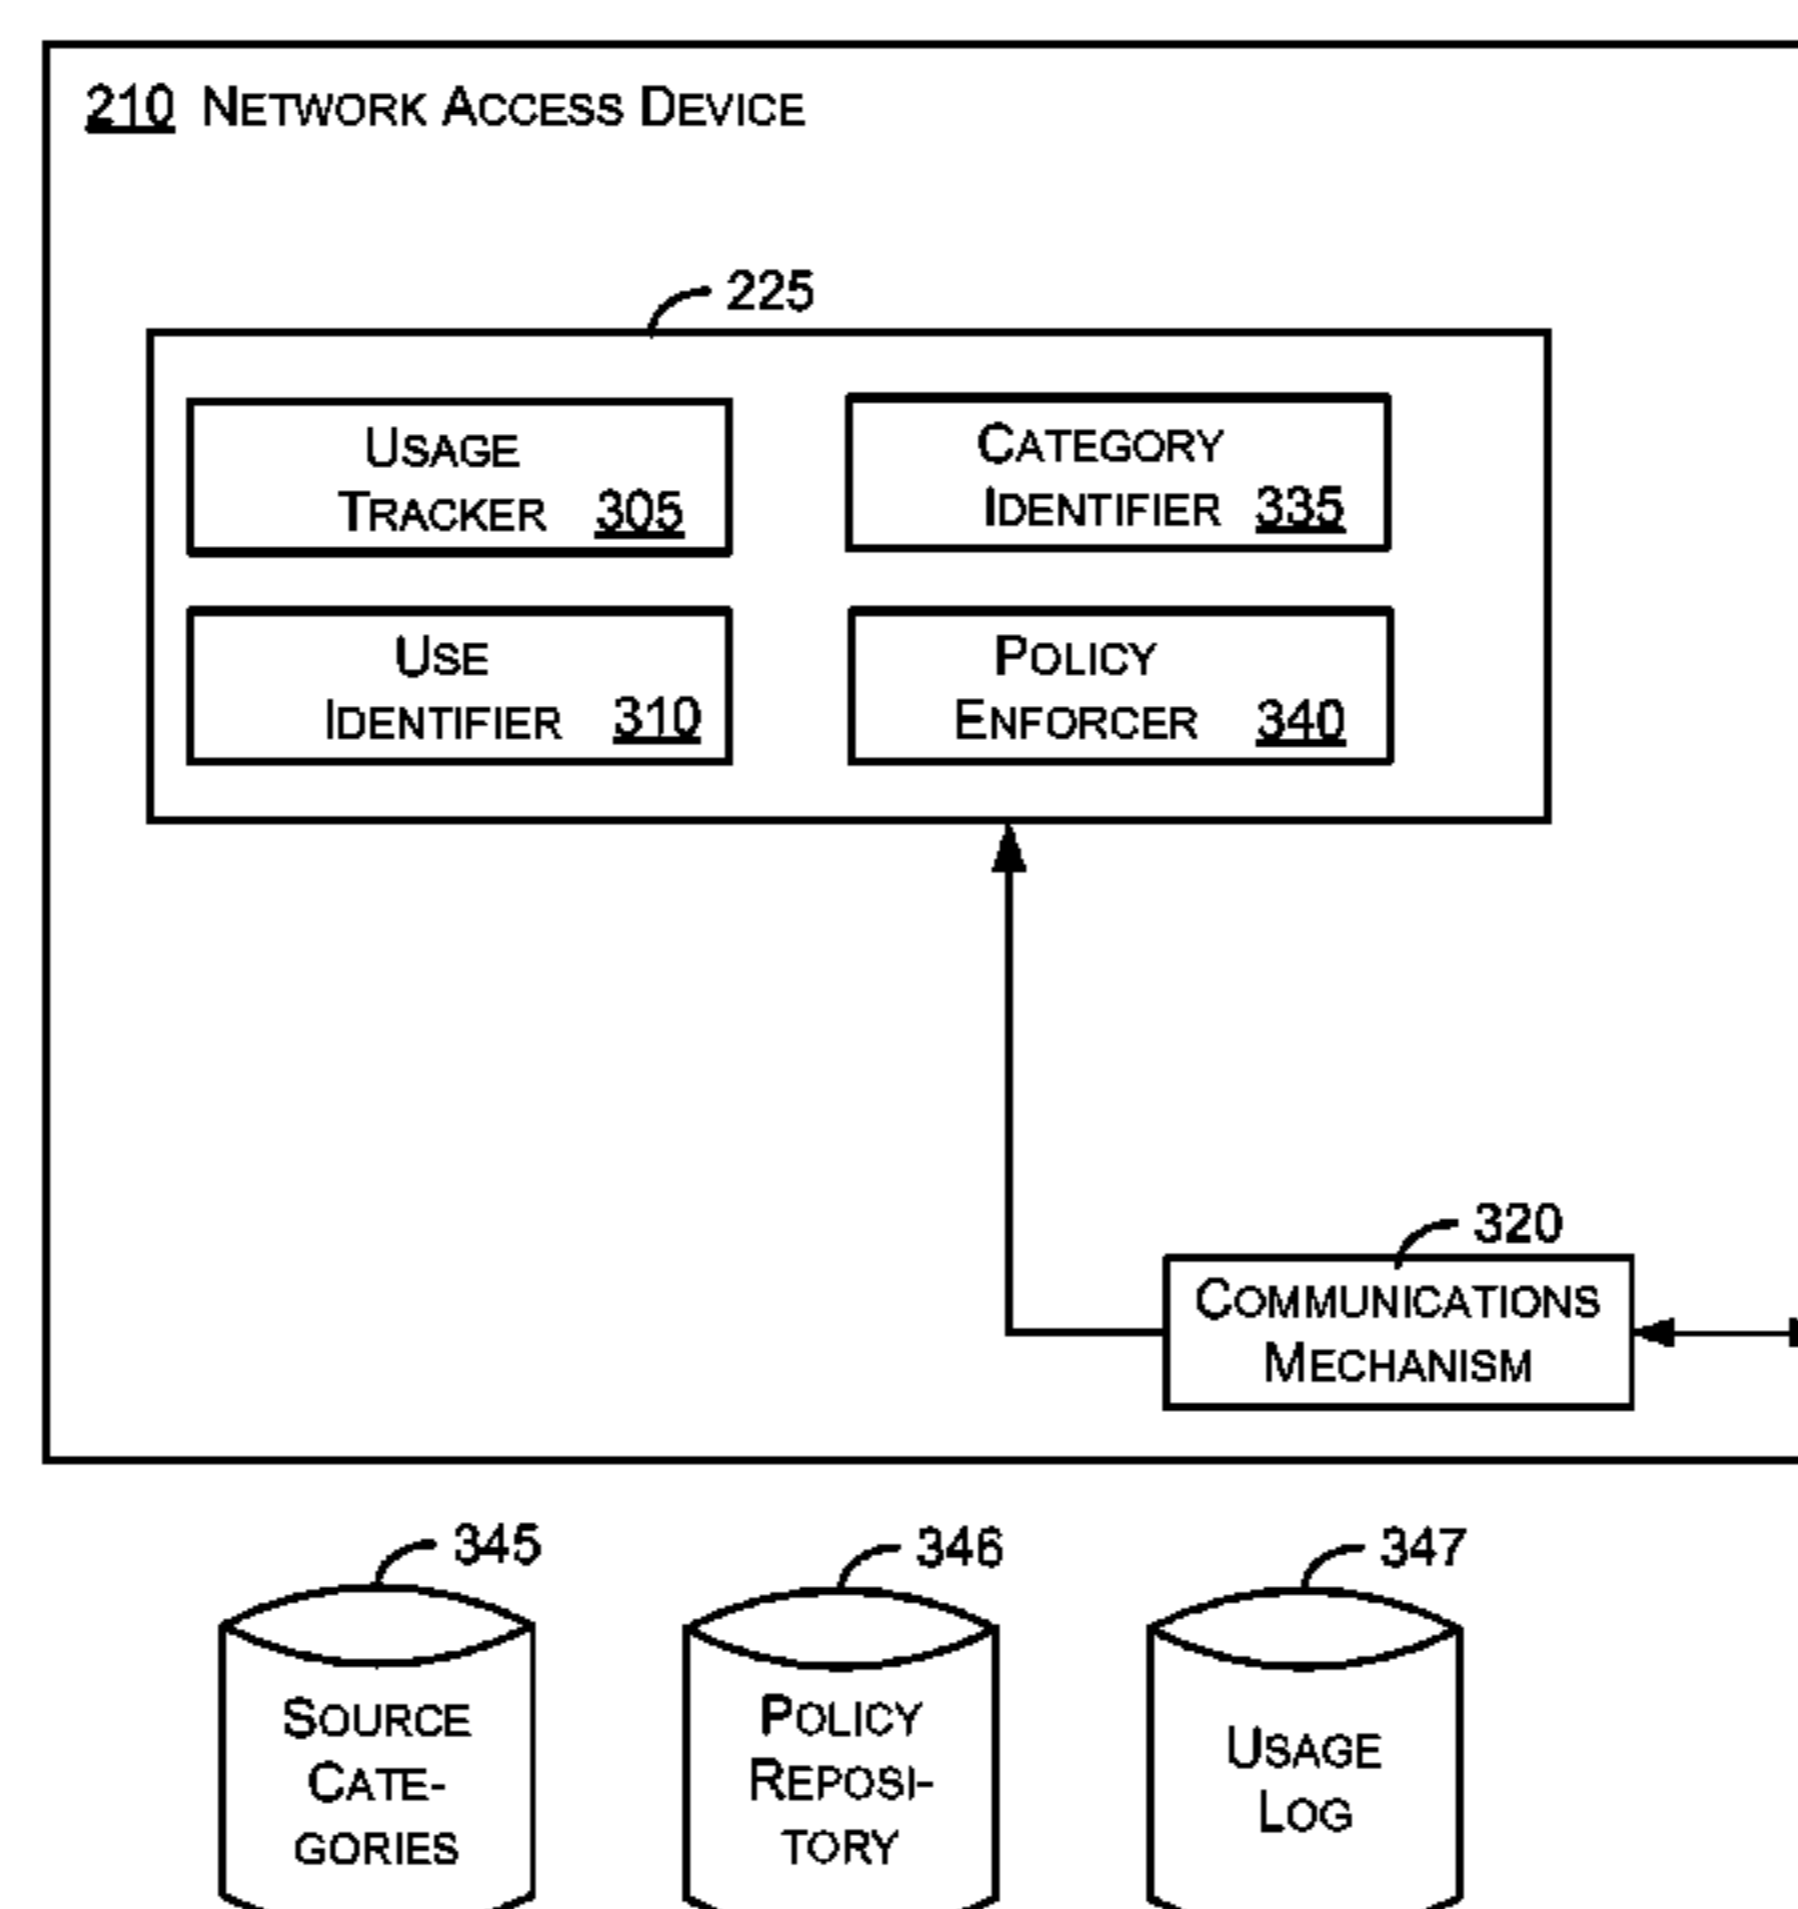 210 NETWORK ACCESS DEVICE
225
USAGE
TRACKER 305
CATEGORY
IDENTIFIER 335
USE
IDENTIFIER 310
POLICY
ENFORCER 340
320
COMMUNICATIONS
MECHANISM
345
SOURCE
CATE-
GORIES
346
POLICY
REPOSI-
TORY
347
USAGE
LOG